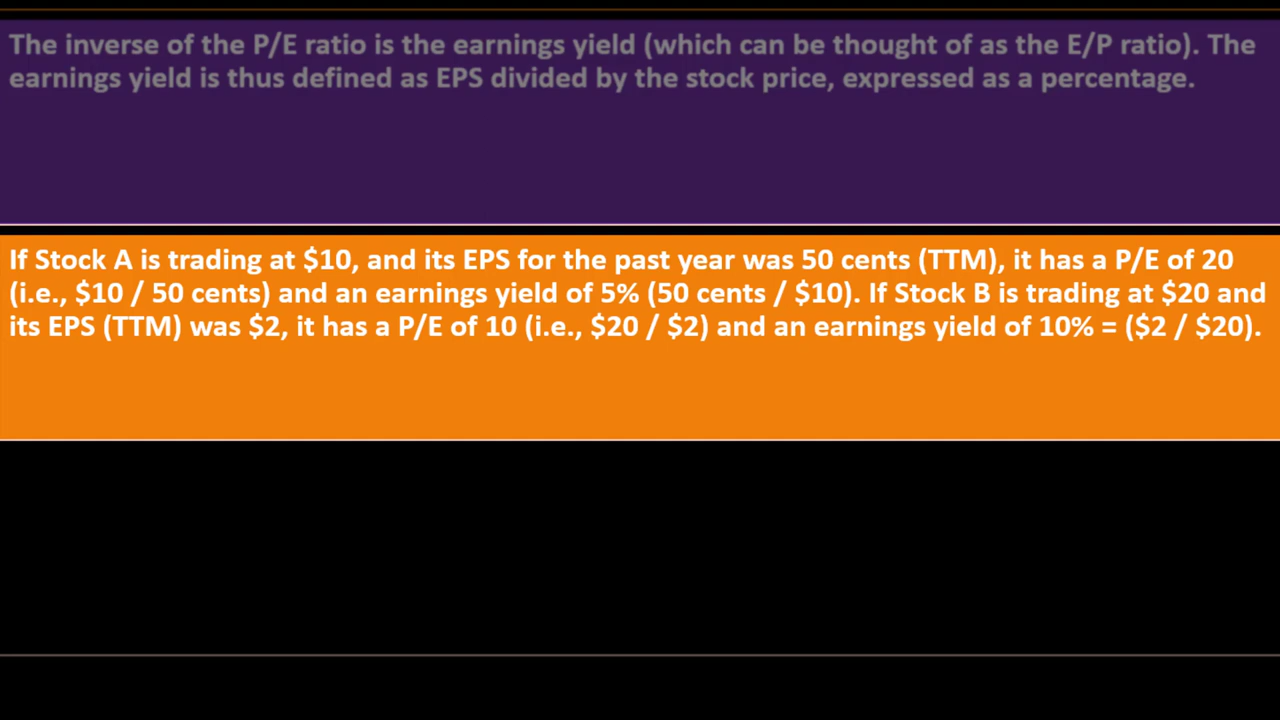 The inverse of the P/E ratio is the earnings yield (which can be thought of as the E/P ratio). The
earnings yield is thus defined as EPS divided by the stock price, expressed as a percentage.
If Stock A is trading at $10, and its EPS for the past year was 50 cents (TTM), it has a P/E of 20
(i.e., $10 / 50 cents) and an earnings yield of 5% (50 cents / $10). If Stock B is trading at $20 and
its EPS (TTM) was $2, it has a P/E of 10 (i.e., $20 / $2) and an earnings yield of 10% = ($2 / $20).